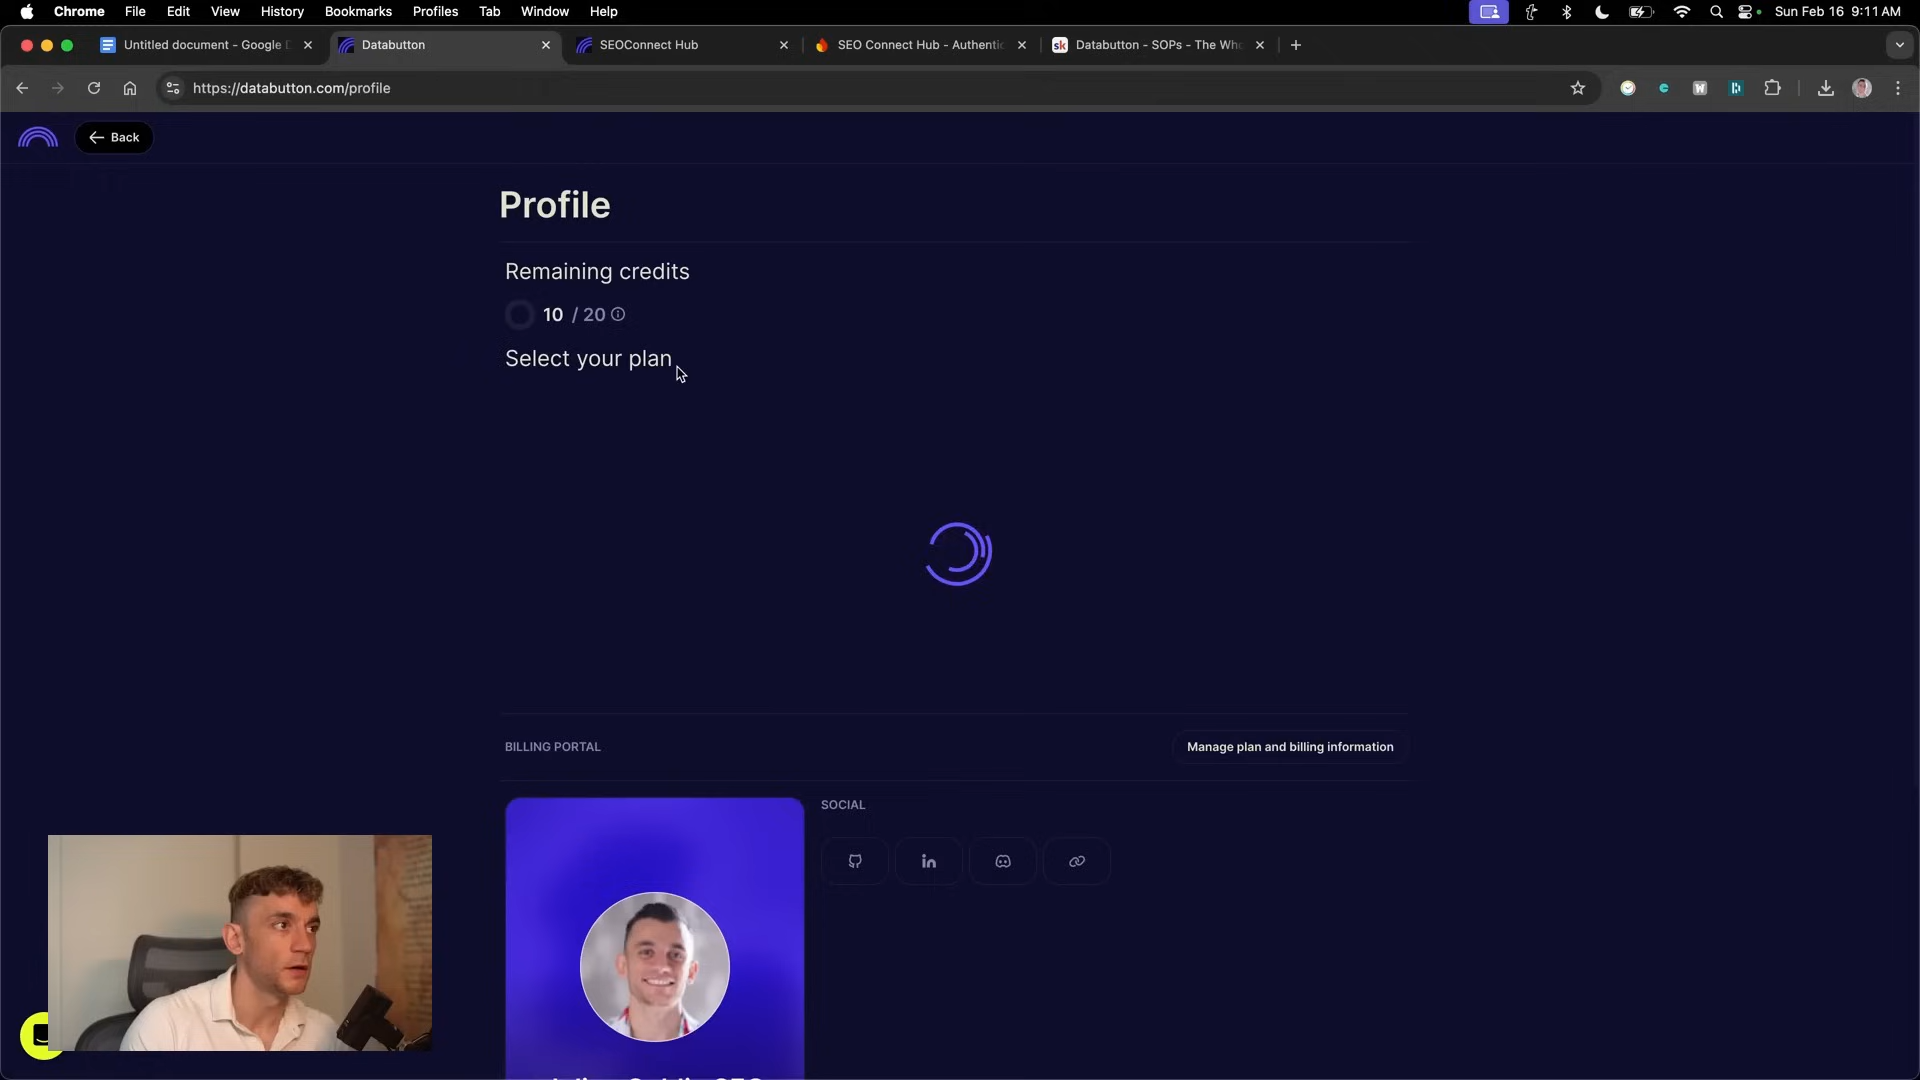 Chrome File Edit View History Bookmarks Profiles Tab Window Help Sun Feb 16 9:11 AM
Untitled document - Google D Databutton SEOConnect Hub SEO Connect Hub - Authentic Databutton - SOPs - The Who
https://databutton.com/profile
Back
Profile
Remaining credits
10 / 20
Select your plan
BILLING PORTAL Manage plan and billing information
SOCIAL